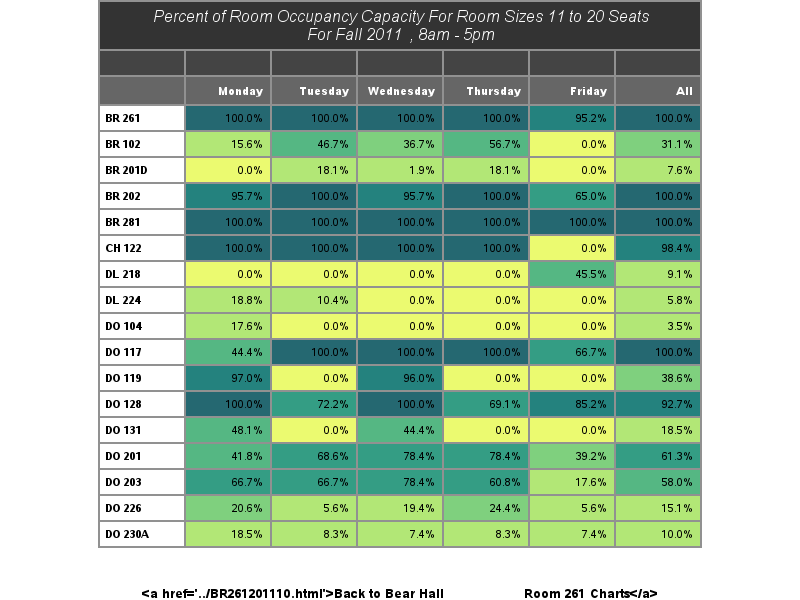 Percent of Room Occupancy Capacity For Room Sizes 11 to 20 Seats
For Fall 2011 , 8am - 5pm
Monday Tuesday Wednesday Thursday Friday All
BR 261 100.0% 100.0% 100.0% 100.0% 95.2% 100.0%
BR 102 15.6% 46.7% 36.7% 56.7% 0.0% 31.1%
BR 201D 0.0% 18.1% 1.9% 18.1% 0.0% 7.6%
BR 202 95.7% 100.0% 95.7% 100.0% 65.0% 100.0%
BR 281 100.0% 100.0% 100.0% 100.0% 100.0% 100.0%
CH 122 100.0% 100.0% 100.0% 100.0% 0.0% 98.4%
DL 218 0.0% 0.0% 0.0% 0.0% 45.5% 9.1%
DL 224 18.8% 10.4% 0.0% 0.0% 0.0% 5.8%
DO 104 17.6% 0.0% 0.0% 0.0% 0.0% 3.5%
DO 117 44.4% 100.0% 100.0% 100.0% 66.7% 100.0%
DO 119 97.0% 0.0% 96.0% 0.0% 0.0% 38.6%
DO 128 100.0% 72.2% 100.0% 69.1% 85.2% 92.7%
DO 131 48.1% 0.0% 44.4% 0.0% 0.0% 18.5%
DO 201 41.8% 68.6% 78.4% 78.4% 39.2% 61.3%
DO 203 66.7% 66.7% 78.4% 60.8% 17.6% 58.0%
DO 226 20.6% 5.6% 19.4% 24.4% 5.6% 15.1%
DO 230A 18.5% 8.3% 7.4% 8.3% 7.4% 10.0%
<a href='../BR261201110.html'>Back to Bear Hall Room 261 Charts</a>